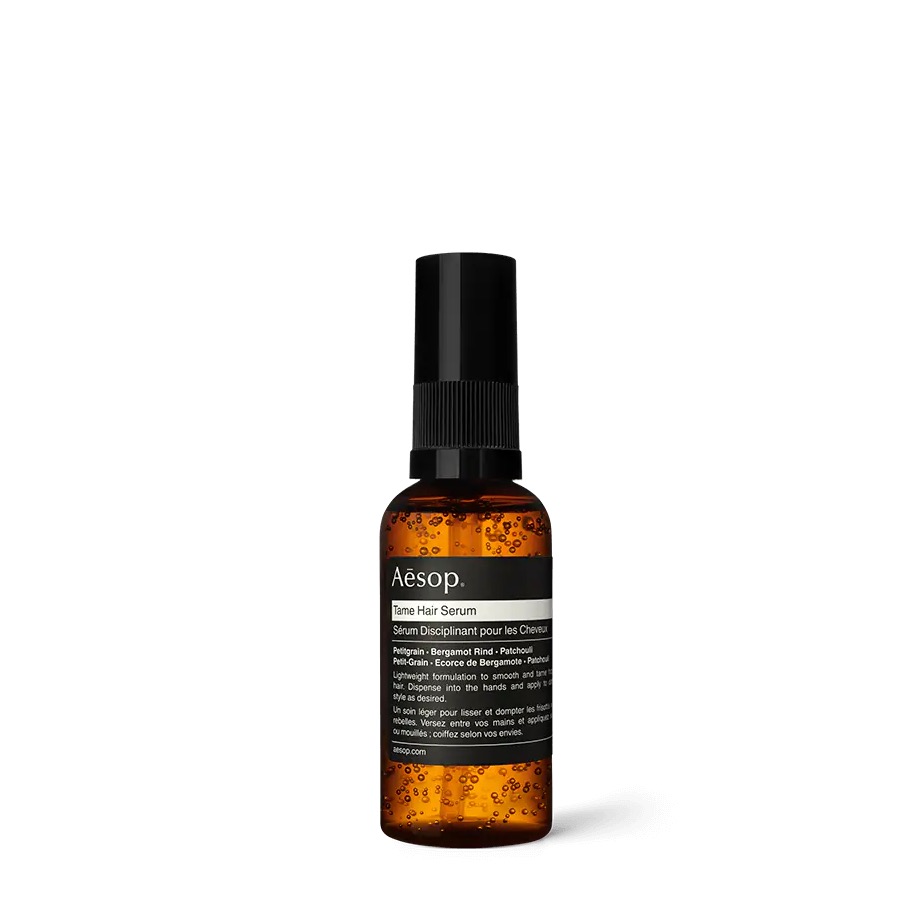 Aēsop®
Tame Hair Serum
Sérum Disciplinant pour les Cheveux
Petitgrain · Bergamot Rind · Patchouli
Petit-Grain · Ecorce de Bergamote · Patchouli
Lightweight formulation to smooth and tame
hair. Dispense into the hands and apply to
style as desired.
Un soin léger pour lisser et dompter les
rebelles. Versez entre vos mains et appliquez
ou mouillés ; coiffez selon vos envies.
aesop.com